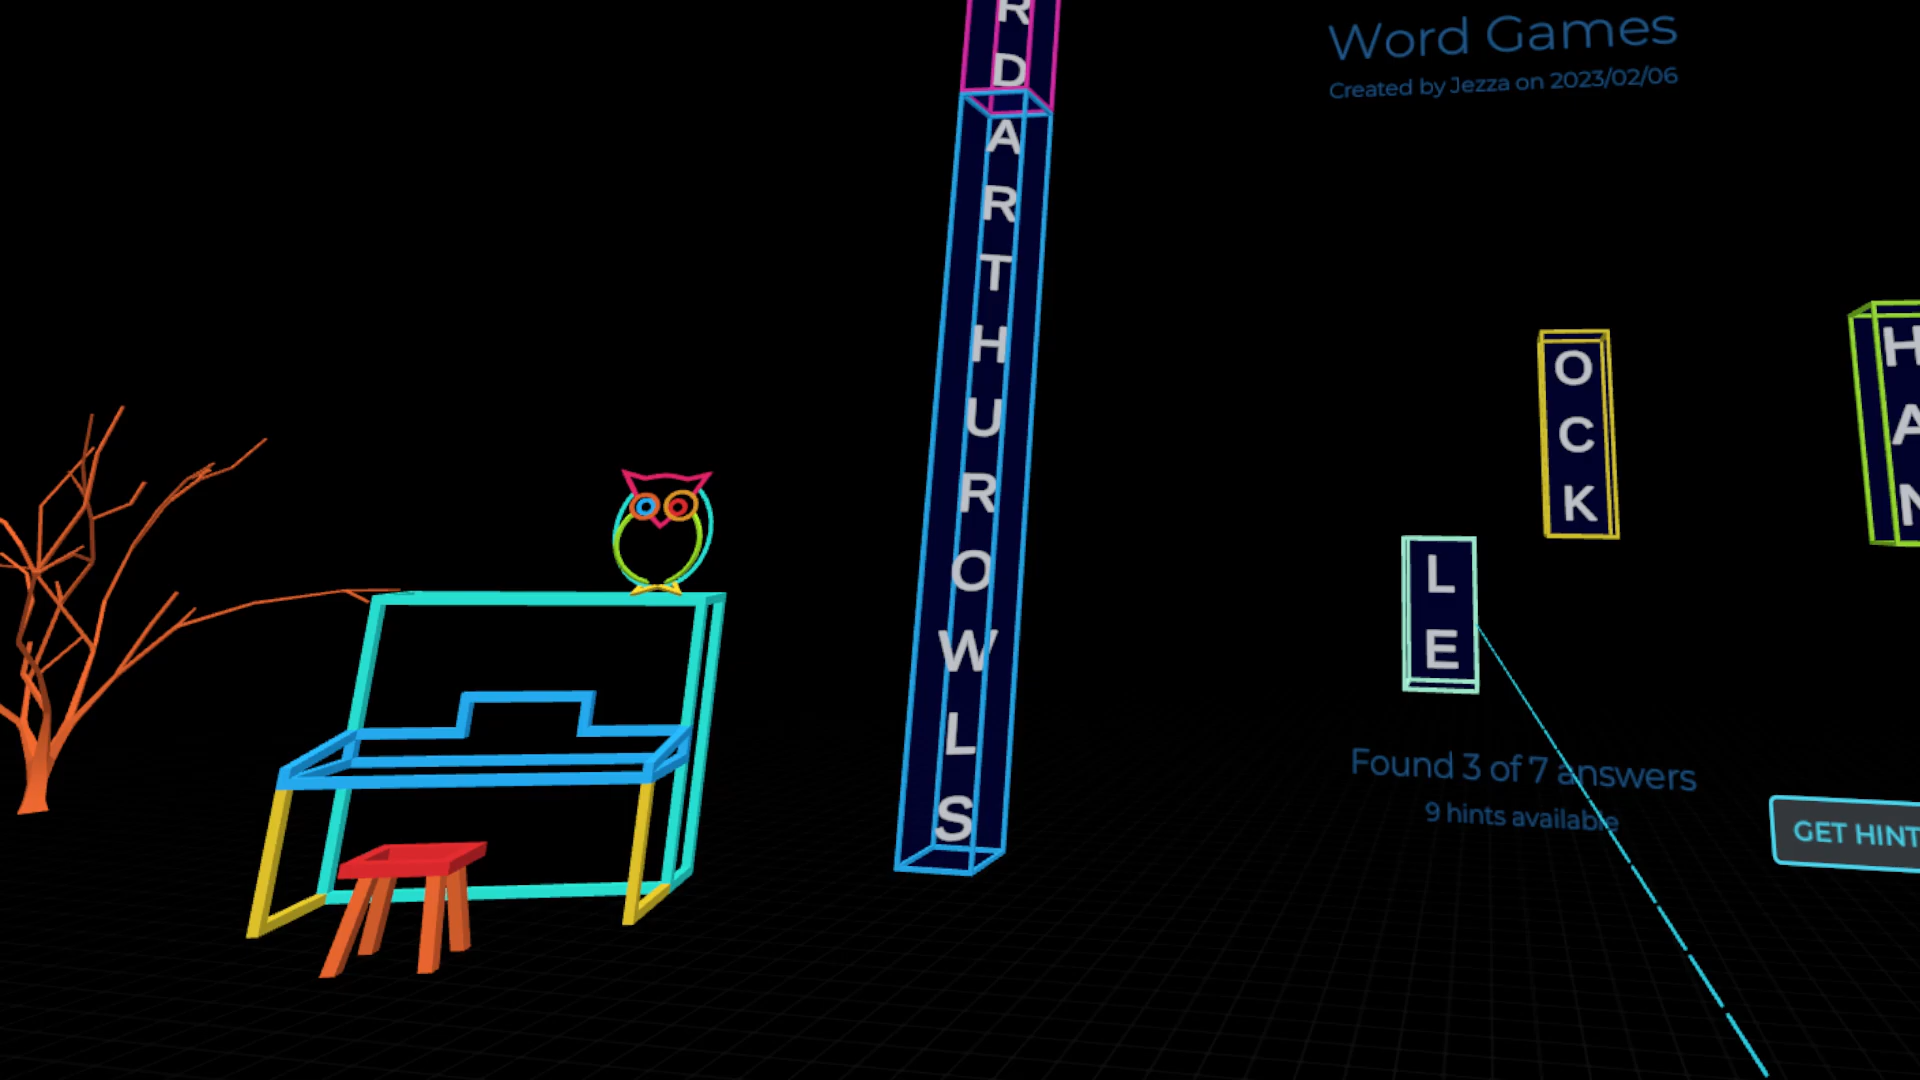 Word Games
Created by Jezza on 2023/02/06
RDARTHUROWLS
OCK
HAN
LE
Found 3 of 7 answers
9 hints available
GET HINT